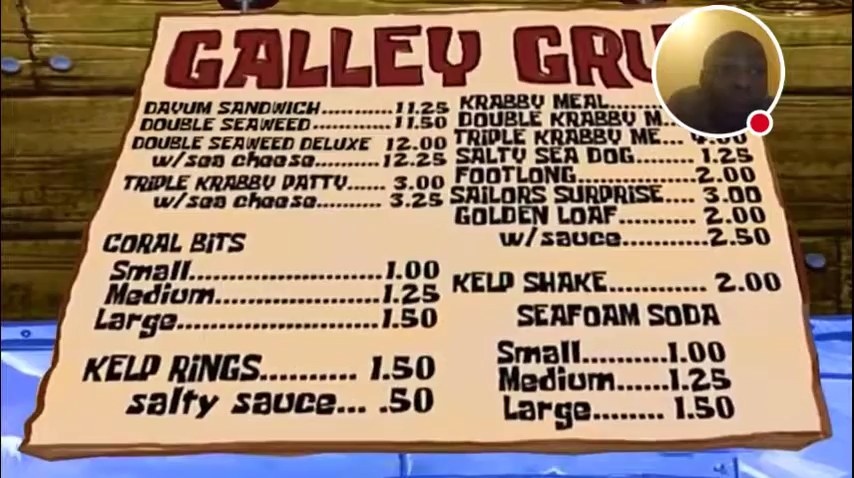 GALLEY GRU
DAVUM SANDWICH...........11.25
DOUBLE SEAWEED............11.50
DOUBLE SEAWEED DELUXE 12.00
w/sea cheese............12.25
TRIPLE KRABBY PATTY...... 3.00
w/sea cheese.......... 3.25
CORAL BITS
Small......................1.00
Medium..................1.25
Large......................1.50
KELP RINGS.......... 1.50
salty sauce... .50
KRABBY MEAL........
DOUBLE KRABBY M...
TRIPLE KRABBY ME...
SALTY SEA DOG....... 1.25
FOOTLONG..............2.00
SAILORS SURPRISE.... 3.00
GOLDEN LOAF......... 2.00
w/sauce...........2.50
KELP SHAKE........... 2.00
SEAFOAM SODA
Small..........1.00
Medium......1.25
Large......... 1.50